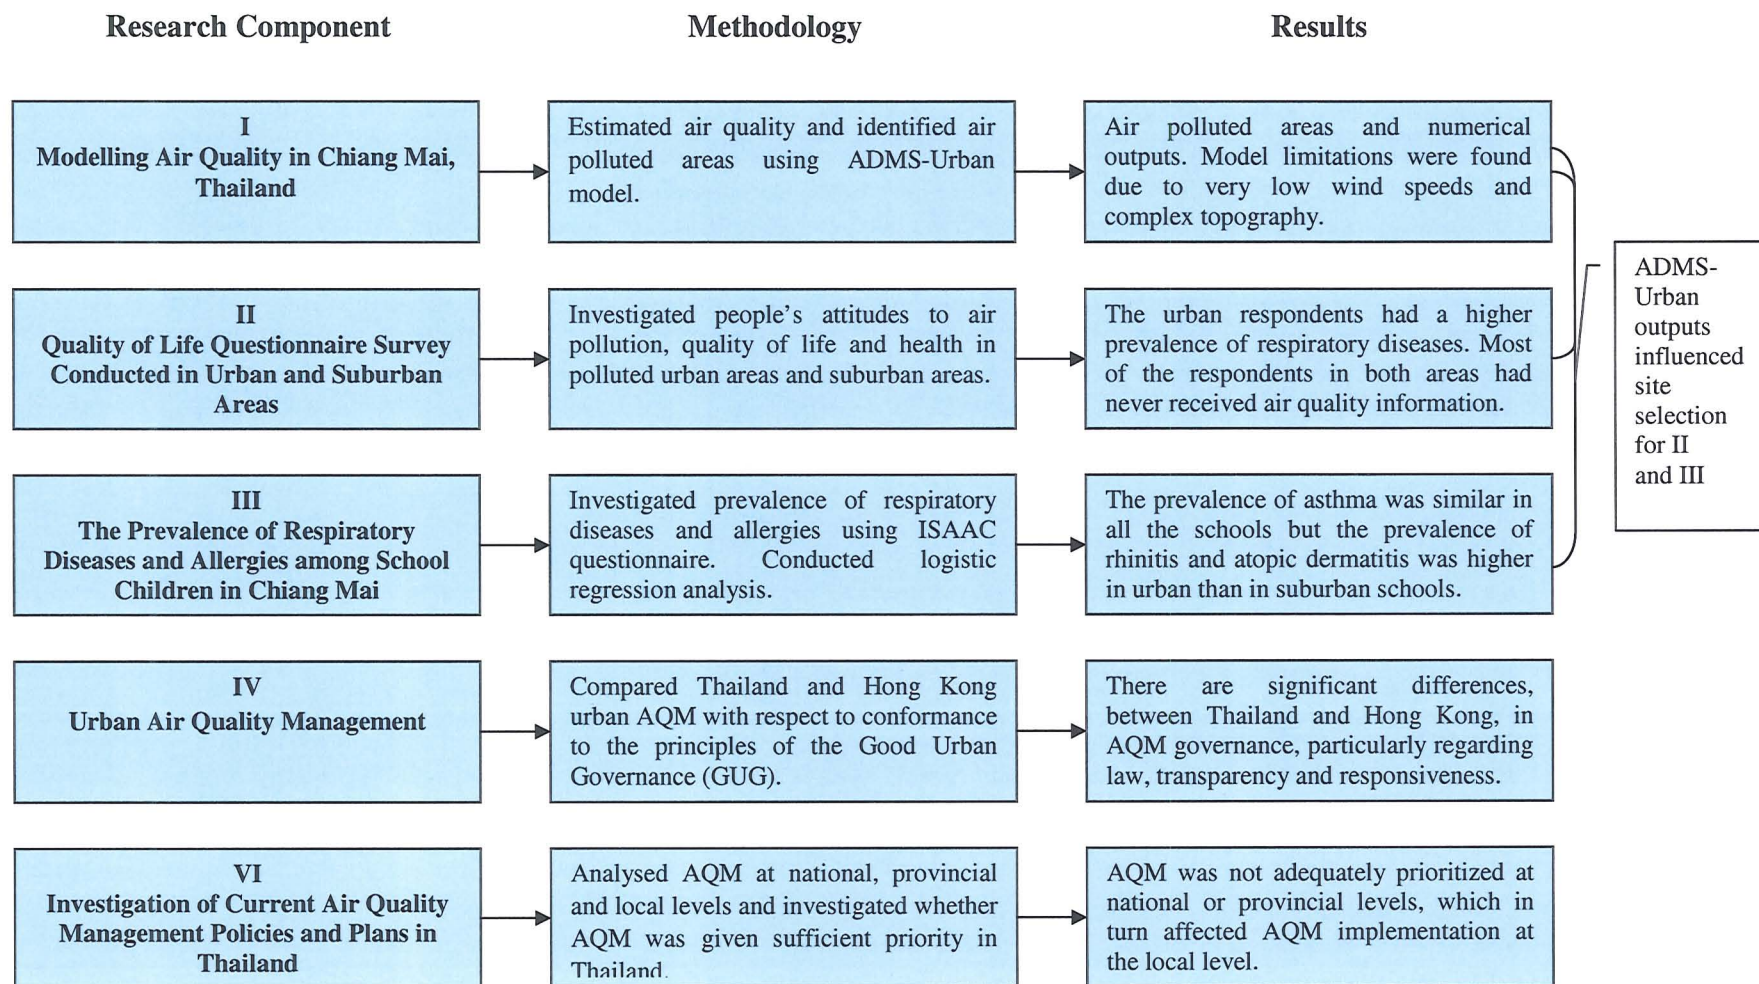 Research Component
Methodology
Results
I
Modelling Air Quality in Chiang Mai,
Thailand
Estimated air quality and identified air
polluted areas using ADMS-Urban
model.
Air polluted areas and numerical
outputs. Model limitations were found
due to very low wind speeds and
complex topography.
II
Quality of Life Questionnaire Survey
Conducted in Urban and Suburban
Areas
Investigated people's attitudes to air
pollution, quality of life and health in
polluted urban areas and suburban areas.
The urban respondents had a higher
prevalence of respiratory diseases. Most
of the respondents in both areas had
never received air quality information.
ADMS-
Urban
outputs
influenced
site
selection
for II
and III
III
The Prevalence of Respiratory
Diseases and Allergies among School
Children in Chiang Mai
Investigated prevalence of respiratory
diseases and allergies using ISAAC
questionnaire. Conducted logistic
regression analysis.
The prevalence of asthma was similar in
all the schools but the prevalence of
rhinitis and atopic dermatitis was higher
in urban than in suburban schools.
IV
Urban Air Quality Management
Compared Thailand and Hong Kong
urban AQM with respect to conformance
to the principles of the Good Urban
Governance (GUG).
There are significant differences,
between Thailand and Hong Kong, in
AQM governance, particularly regarding
law, transparency and responsiveness.
VI
Investigation of Current Air Quality
Management Policies and Plans in
Thailand
Analysed AQM at national, provincial
and local levels and investigated whether
AQM was given sufficient priority in
Thailand.
AQM was not adequately prioritized at
national or provincial levels, which in
turn affected AQM implementation at
the local level.